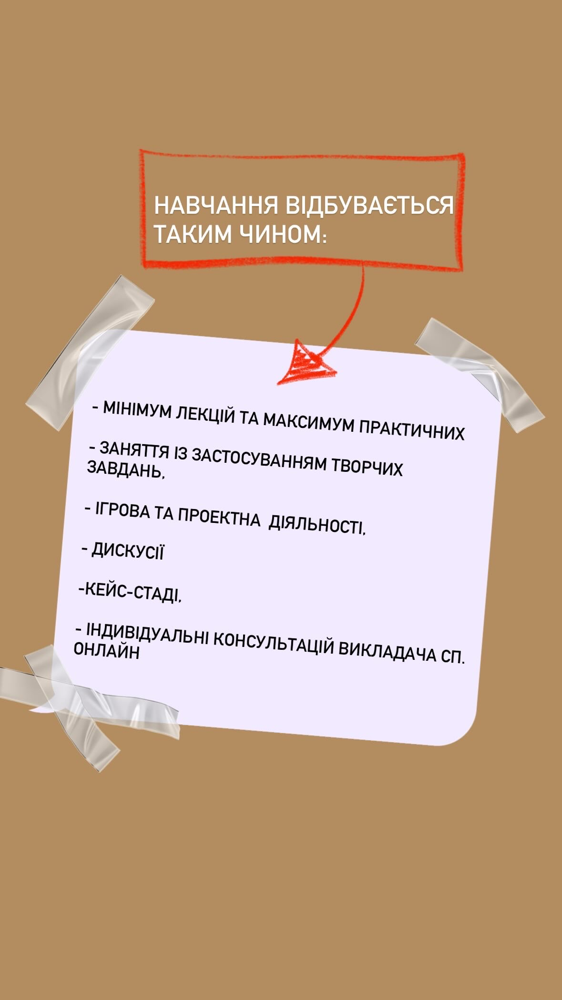 НАВЧАННЯ ВІДБУВАЄТЬСЯ
ТАКИМ ЧИНОМ:
- МІНІМУМ ЛЕКЦІЙ ТА МАКСИМУМ ПРАКТИЧНИХ
- ЗАНЯТТЯ ІЗ ЗАСТОСУВАННЯМ ТВОРЧИХ
ЗАВДАНЬ,
- ІГРОВА ТА ПРОЕКТНА  ДІЯЛЬНОСТІ,
- ДИСКУСІЇ
-КЕЙС-СТАДІ,
- ІНДИВІДУАЛЬНІ КОНСУЛЬТАЦІЙ ВИКЛАДАЧА СП.
ОНЛАЙН